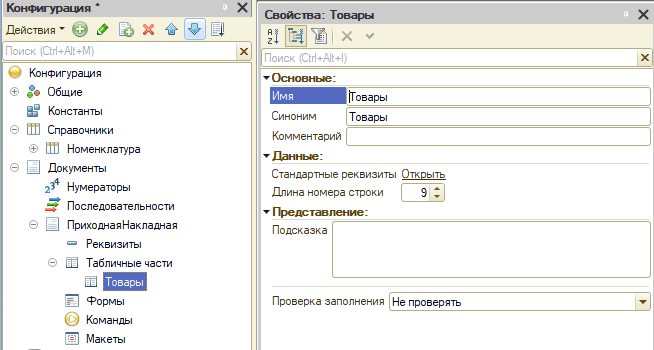 Конфигурация *
Действия
Поиск (Ctrl+Alt+M)
Конфигурация
Общие
Константы
Справочники
Номенклатура
Документы
Нумераторы
Последовательности
ПриходнаяНакладная
Реквизиты
Табличные части
Товары
Формы
Команды
Макеты
Свойства: Товары
Поиск (Ctrl+Alt+I)
Основные:
Имя Товары
Синоним Товары
Комментарий
Данные:
Стандартные реквизиты Открыть
Длина номера строки 9
Представление:
Подсказка
Проверка заполнения Не проверять